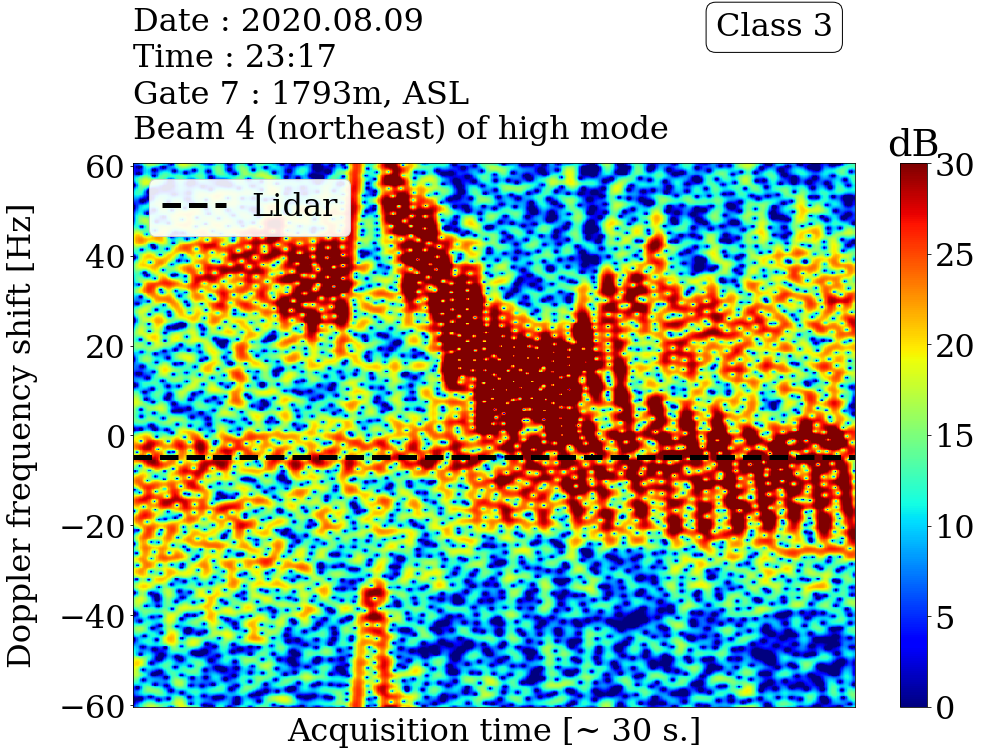 Date : 2020.08.09
Time : 23:17
Gate 7 : 1793m, ASL
Beam 4 (northeast) of high mode
Class 3
dB
Lidar
Doppler frequency shift [Hz]
60
40
20
0
−20
−40
−60
30
25
20
15
10
5
0
Acquisition time [~ 30 s.]